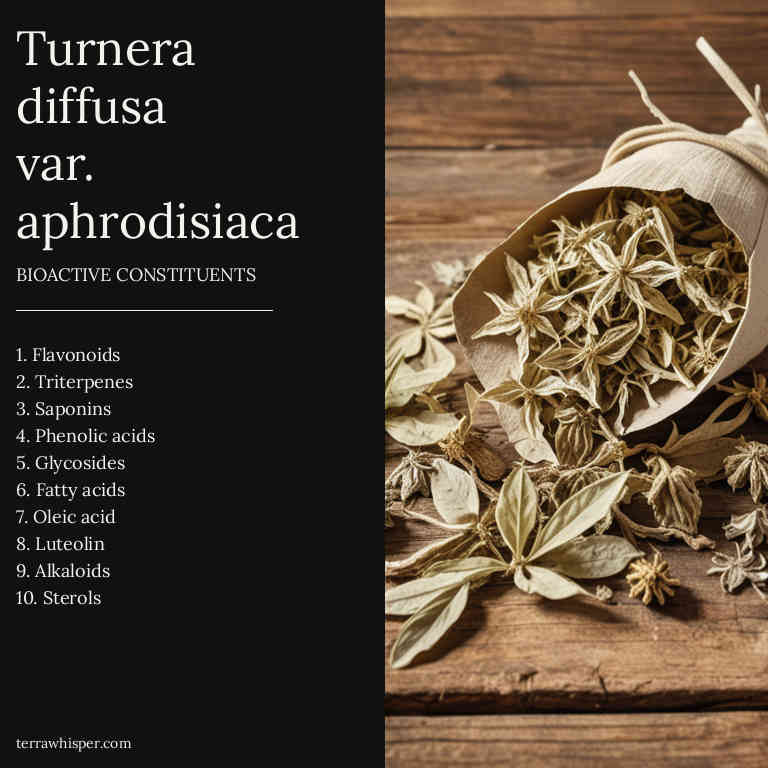 Turnera
diffusa
var.
aphrodisiaca
BIOACTIVE CONSTITUENTS
1. Flavonoids
2. Triterpenes
3. Saponins
4. Phenolic acids
5. Glycosides
6. Fatty acids
7. Oleic acid
8. Luteolin
9. Alkaloids
10. Sterols
terrawhisper.com